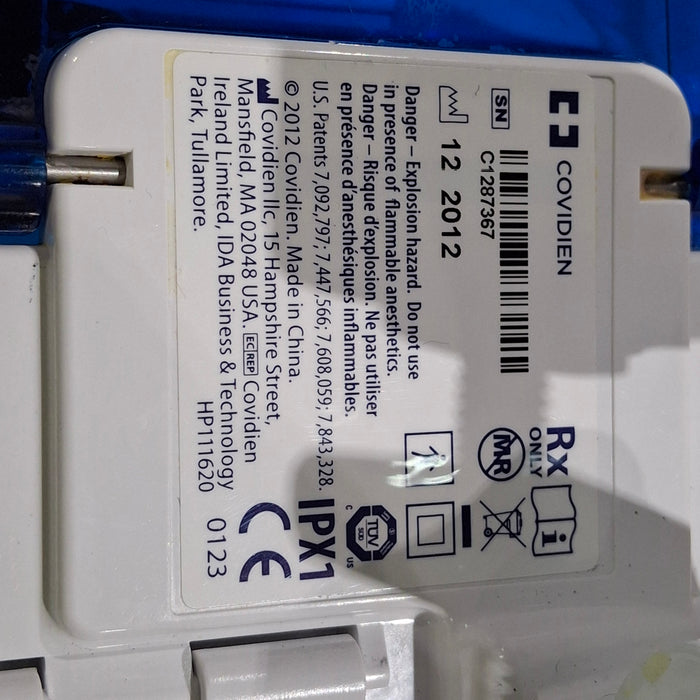 COVIDIEN
Rx
ONLY
SN
C1287367
MR
12 2012
Danger – Explosion hazard. Do not use
in presence of flammable anesthetics.
Danger – Risque d'explosion. Ne pas utiliser
en présence d'anesthésiques inflammables.
U.S. Patents 7,092,797; 7,447,566; 7,608,059; 7,843,328.
© 2012 Covidien. Made in China.
Covidien llc, 15 Hampshire Street,
Mansfield, MA 02048 USA. EC REP Covidien
Ireland Limited, IDA Business & Technology
Park, Tullamore.
HP111620
i
TÜV
SÜD
C US
IPX1
CE
0123